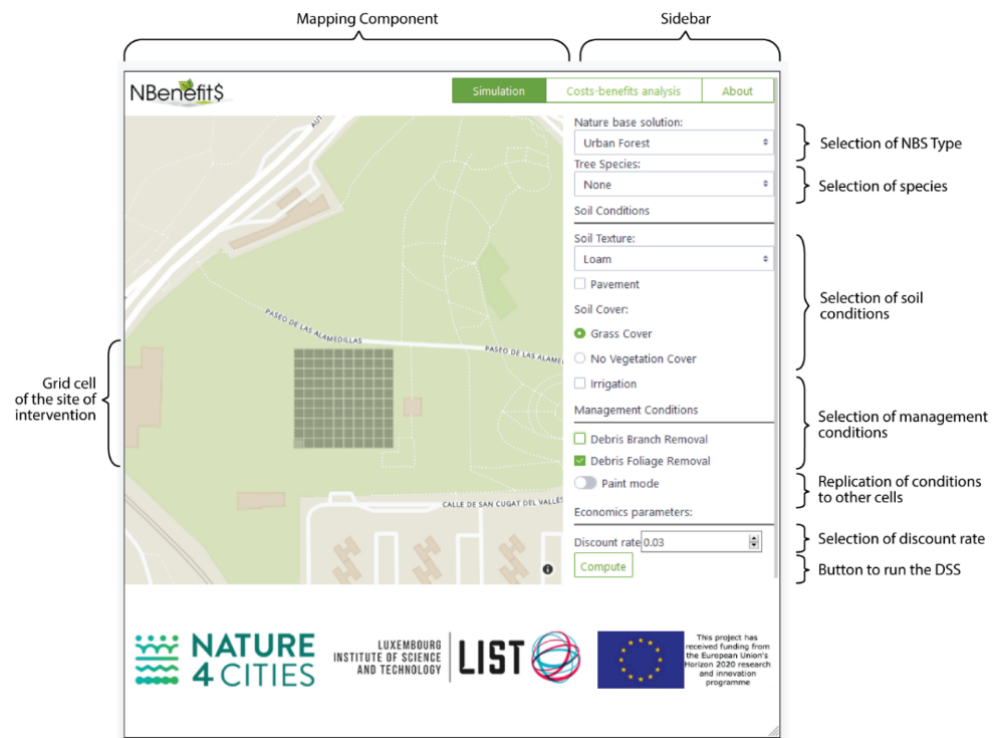 Mapping Component
Sidebar
NBenefit$
Simulation
Costs-benefits analysis
About
AUT
PASEO DE LAS ALAMEDILLAS
PASEO DE LAS ALAME
CALLE DE SAN CUGAT DEL VALLES
Nature base solution:
Urban Forest
Tree Species:
None
Soil Conditions
Soil Texture:
Loam
Pavement
Soil Cover:
Grass Cover
No Vegetation Cover
Irrigation
Management Conditions
Debris Branch Removal
Debris Foliage Removal
Paint mode
Economics parameters:
Discount rate 0.03
Compute
Grid cell
of the site of
intervention
Selection of NBS Type
Selection of species
Selection of soil
conditions
Selection of management
conditions
Replication of conditions
to other cells
Selection of discount rate
Button to run the DSS
NATURE
4 CITIES
LUXEMBOURG
INSTITUTE OF SCIENCE
AND TECHNOLOGY
LIST
This project has
received funding from
the European Union's
Horizon 2020 research
and innovation
programme